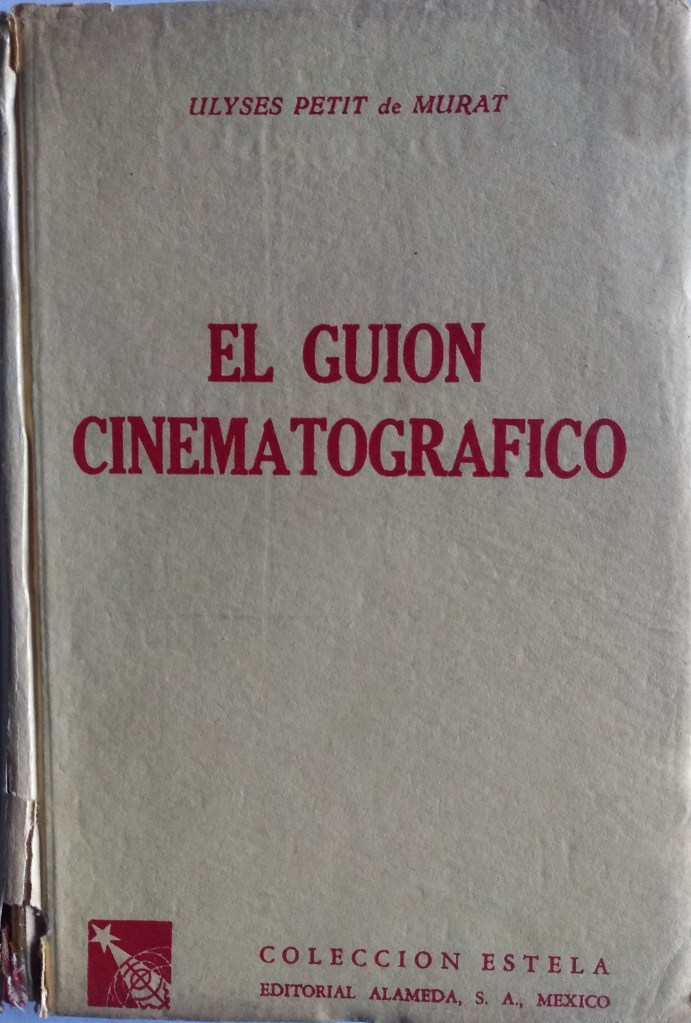 ULYSES PETIT de MURAT
EL GUION
CINEMATOGRAFICO
COLECCION ESTELA
EDITORIAL ALAMEDA, S. A., MEXICO